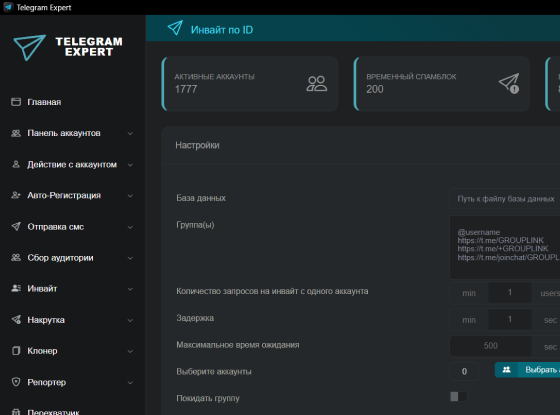 Telegram Expert
TELEGRAM
EXPERT
Инвайт по ID
АКТИВНЫЕ АККАУНТЫ
1777
ВРЕМЕННЫЙ СПАМБЛОК
200
Главная
Панель аккаунтов
Действие с аккаунтом
Авто-Регистрация
Отправка смс
Сбор аудитории
Инвайт
Накрутка
Клонер
Репортер
Перехватчик
Настройки
База данных
Путь к файлу базы данных
Группа(ы)
@username
https://t.me/GROUPLINK
https://t.me/+GROUPLINK
https://t.me/joinchat/GROUPL
Количество запросов на инвайт с одного аккаунта
min 1 users
Задержка
min 1 sec
Максимальное время ожидания
500 sec
Выберите аккаунты
0 Выбрать
Покидать группу